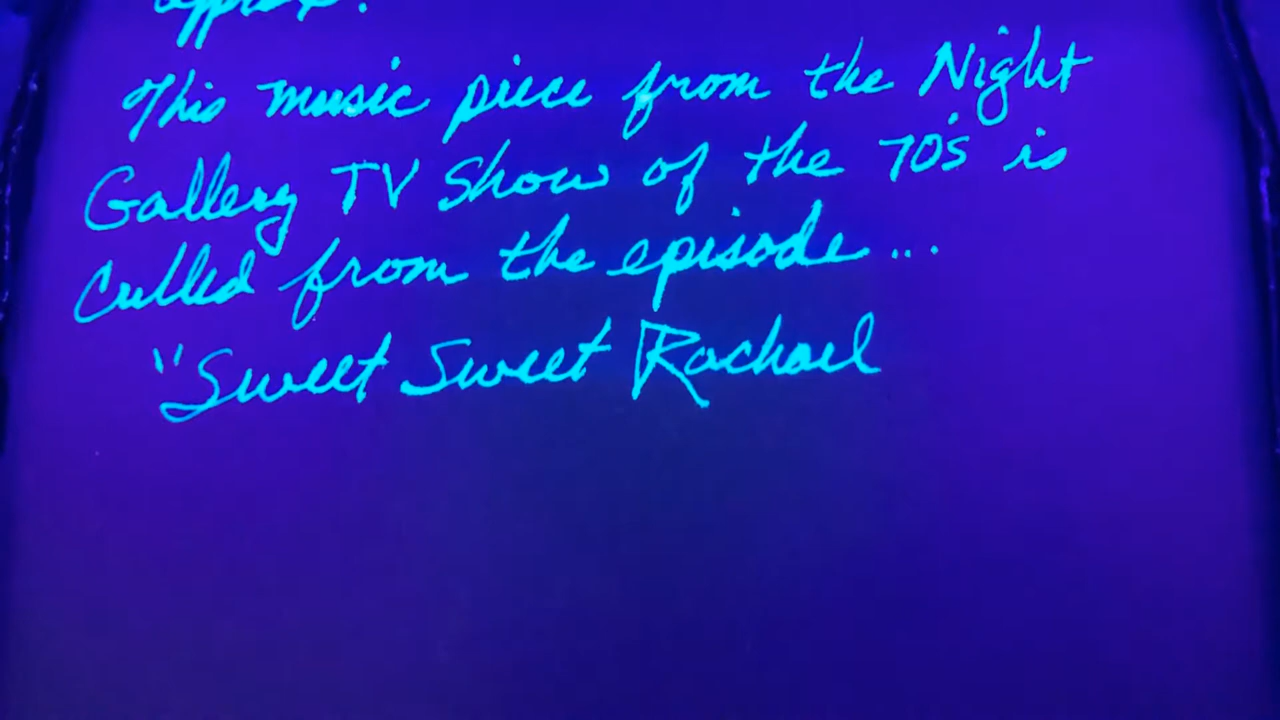 approx.
This music piece from the Night
Gallery TV Show of the 70's is
Culled from the episode...
"Sweet Sweet Rachael